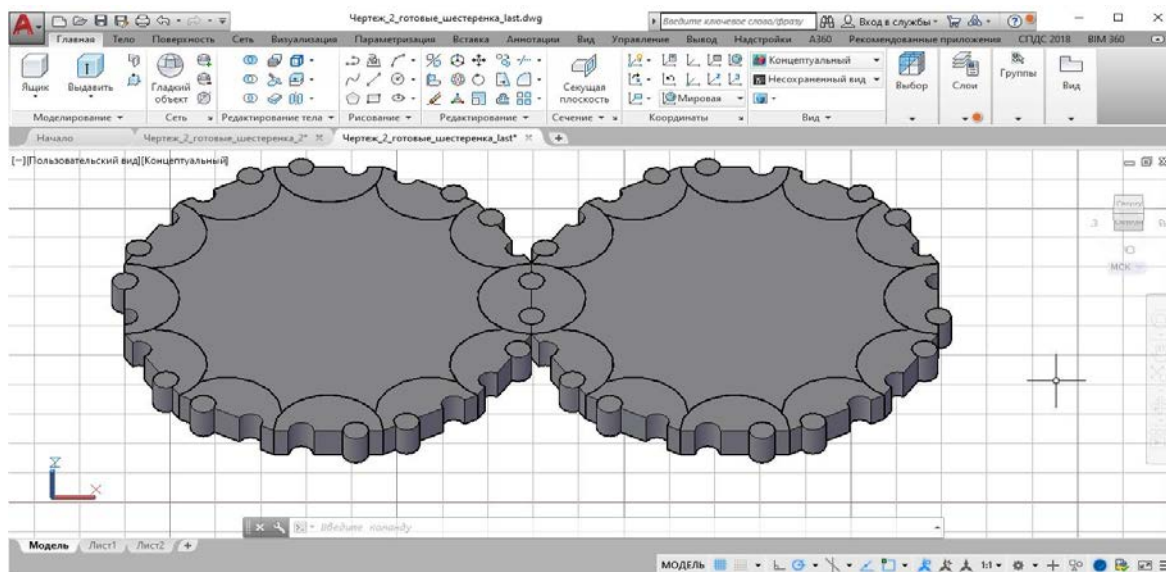 Чертеж_2_готовые_шестеренка_last.dwg
Введите ключевое слово/фразу
Вход в службы
Главная Тело Поверхность Сеть Визуализация Параметризация Вставка Аннотации Вид Управление Вывод Надстройки A360 Рекомендованные приложения СПДС 2018 BIM 360
Концептуальный
Несохраненный вид
Мировая
Ящик Выдавить Гладкий объект Секущая плоскость Выбор Слои Группы Вид
Моделирование Сеть Редактирование тела Рисование Редактирование Сечение Координаты Вид
Начало Чертеж_2_готовые_шестеренка_2* Чертеж_2_готовые_шестеренка_last*
[−][Пользовательский вид][Концептуальный]
МСК
Z
X
Введите команду
Модель Лист1 Лист2 +
МОДЕЛЬ 1:1